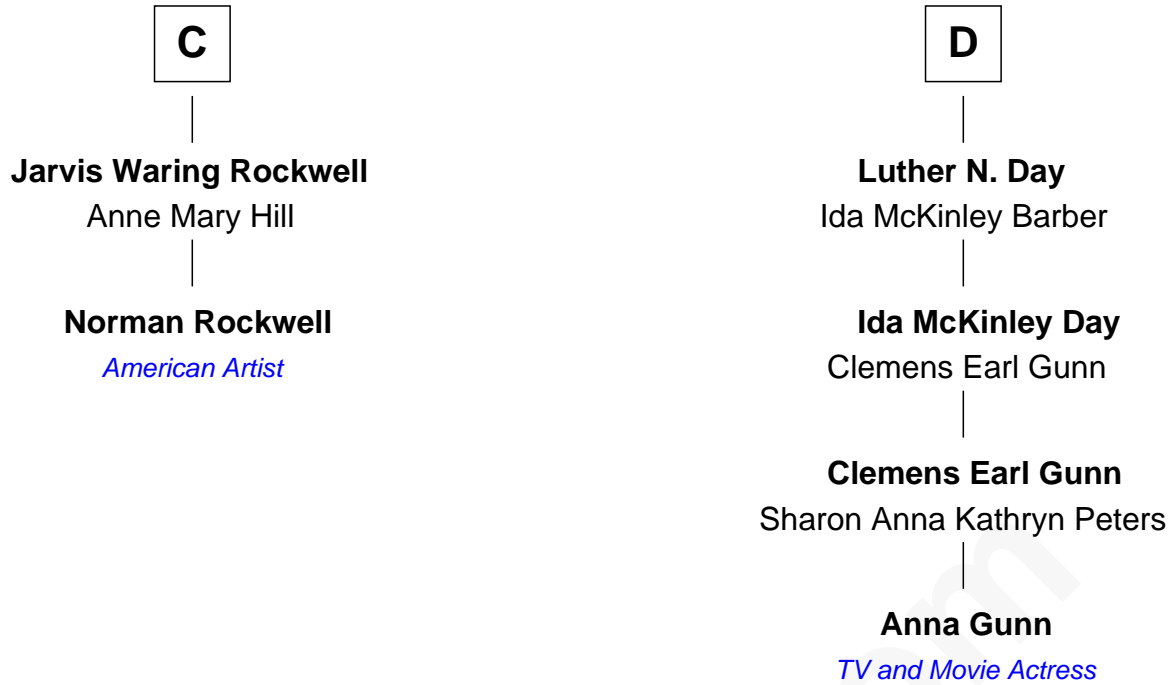 C
Jarvis Waring Rockwell
Anne Mary Hill
Norman Rockwell
American Artist
D
Luther N. Day
Ida McKinley Barber
Ida McKinley Day
Clemens Earl Gunn
Clemens Earl Gunn
Sharon Anna Kathryn Peters
Anna Gunn
TV and Movie Actress